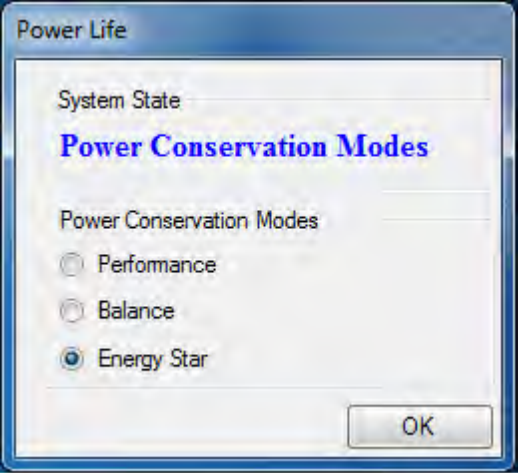 Power Life
System State
Power Conservation Modes
Power Conservation Modes
Performance
Balance
Energy Star
OK